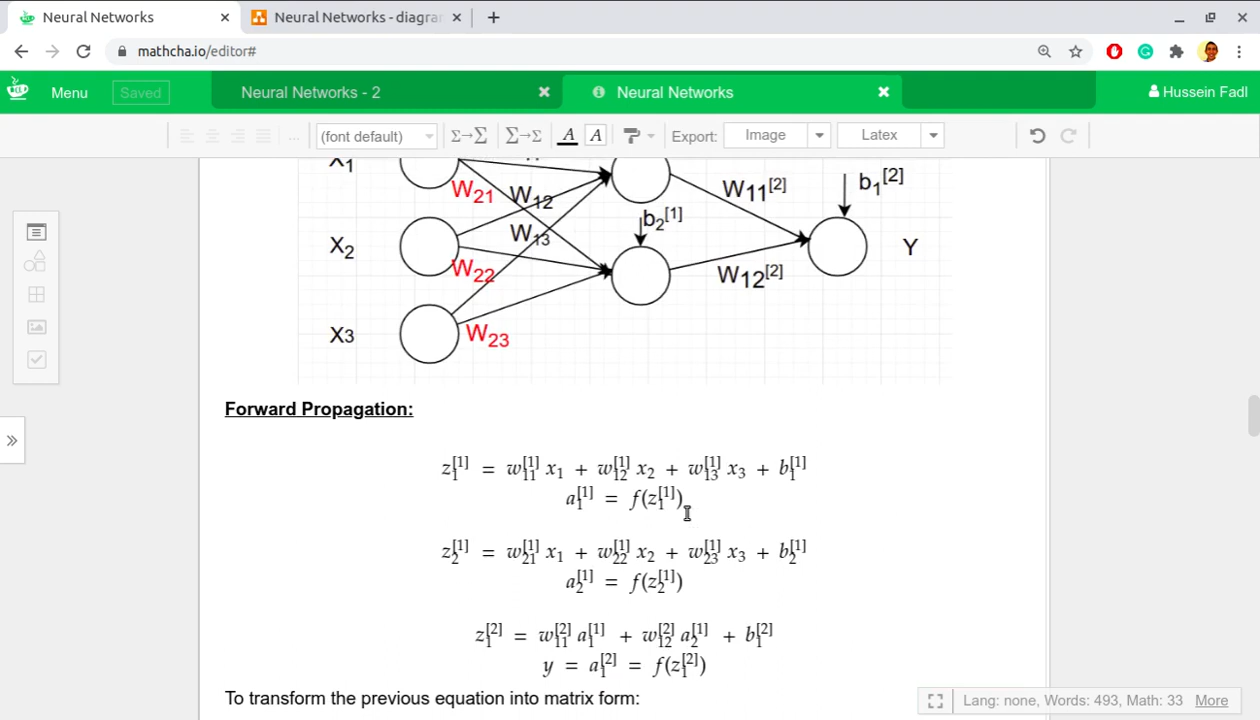 Neural Networks
Neural Networks - diagra
mathcha.io/editor#
Menu
Saved
Neural Networks - 2
Neural Networks
Hussein Fadl
(font default)
Σ→Σ
Σ→Σ
A
A
Export:
Image
Latex
X1
W21
W12
W11[2]
b1[2]
b2[1]
X2
W13
Y
W22
W12[2]
X3
W23
Forward Propagation:
z₁^[1] = w₁₁^[1] x₁ + w₁₂^[1] x₂ + w₁₃^[1] x₃ + b₁^[1]
a₁^[1] = f(z₁^[1])
z₂^[1] = w₂₁^[1] x₁ + w₂₂^[1] x₂ + w₂₃^[1] x₃ + b₂^[1]
a₂^[1] = f(z₂^[1])
z₁^[2] = w₁₁^[2] a₁^[1] + w₁₂^[2] a₂^[1] + b₁^[2]
y = a₁^[2] = f(z₁^[2])
To transform the previous equation into matrix form:
Lang: none, Words: 493, Math: 33 More